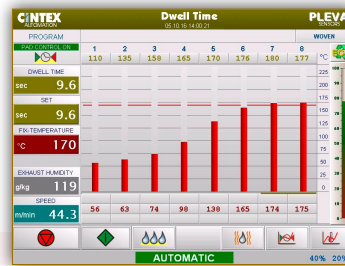 CINTEX
AUTOMATION
Dwell Time
05.10.16 14:00:21
PLEVA
SENSORS
PROGRAM
WOVEN
PAD CONTROL ON
1 2 3 4 5 6 7 8
110 135 158 165 170 176 180 177 °C
DWELL TIME
sec 9.6
SET
sec 9.6
FIX-TEMPERATURE
°C 170
EXHAUST HUMIDITY
g/kg 119
SPEED
m/min 44.3
225
200
175
150
125
100
75
50
25
0
56 63 74 98 138 165 174 175
AUTOMATIC
40% 20%